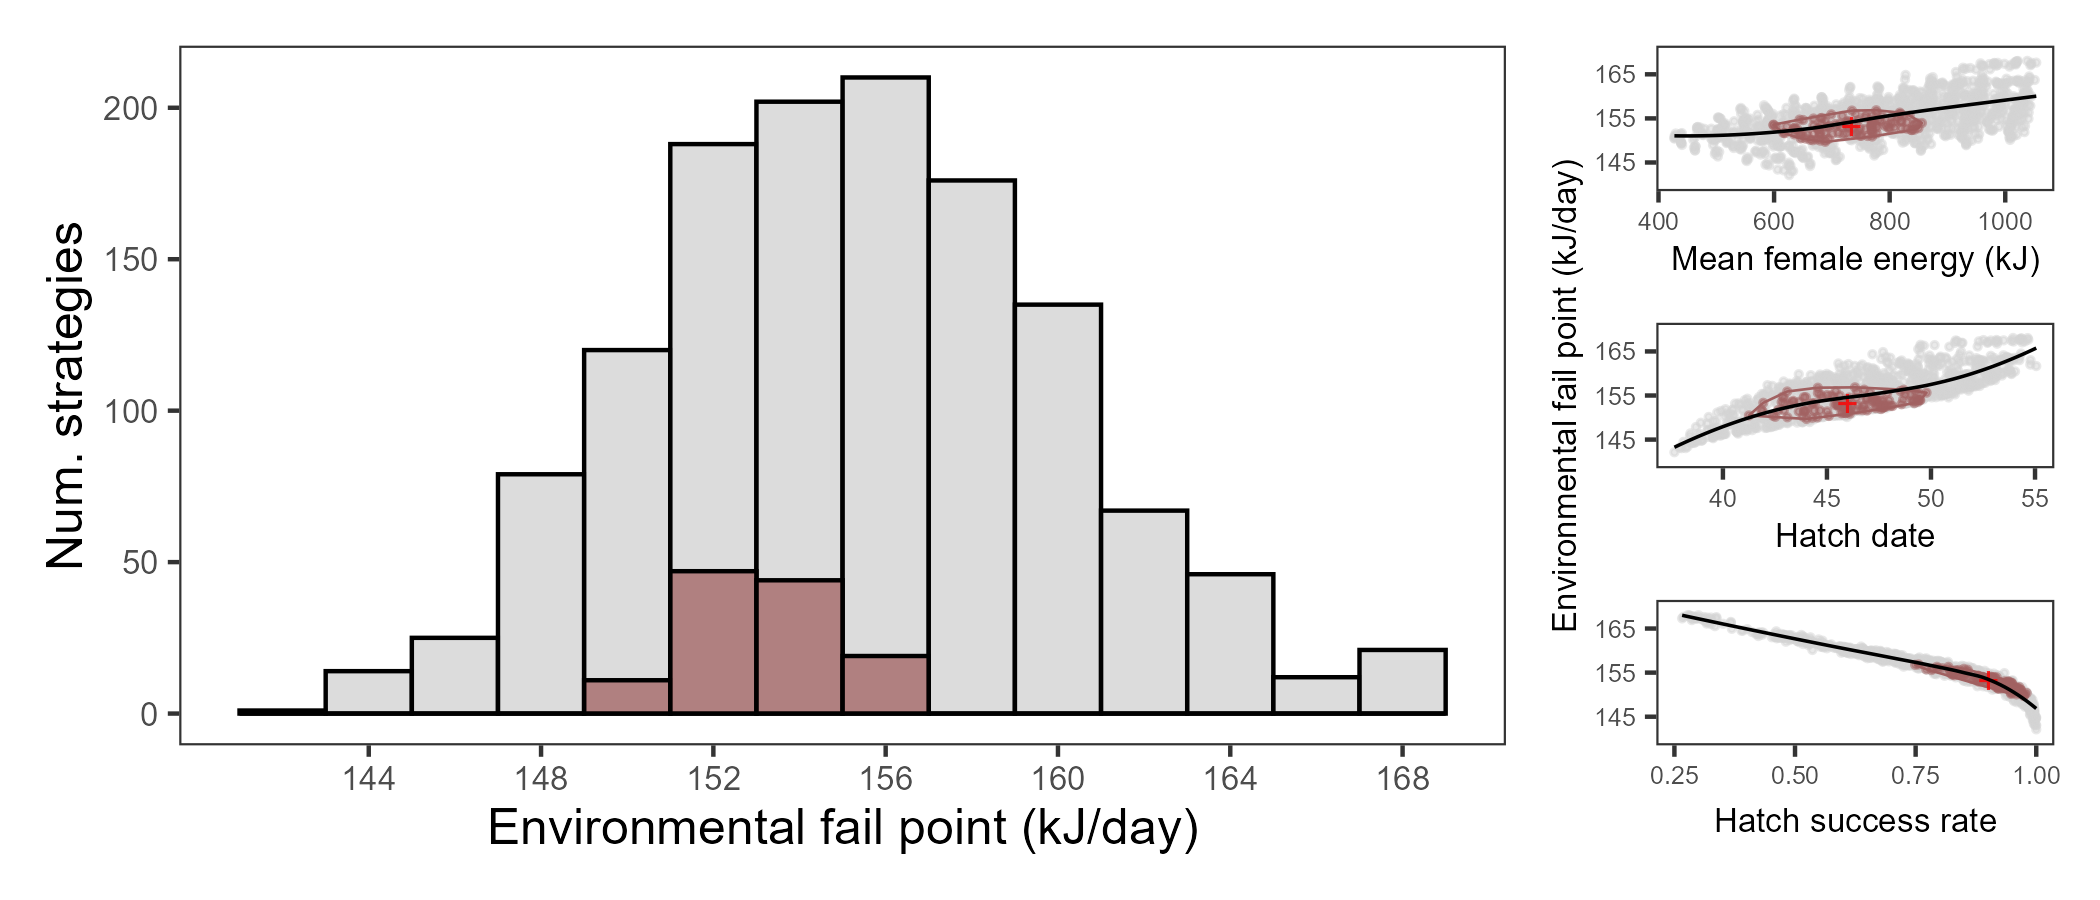 Num. strategies
200
150
100
50
0
144 148 152 156 160 164 168
Environmental fail point (kJ/day)
Environmental fail point (kJ/day)
165
155
145
400 600 800 1000
Mean female energy (kJ)
165
155
145
40 45 50 55
Hatch date
165
155
145
0.25 0.50 0.75 1.00
Hatch success rate